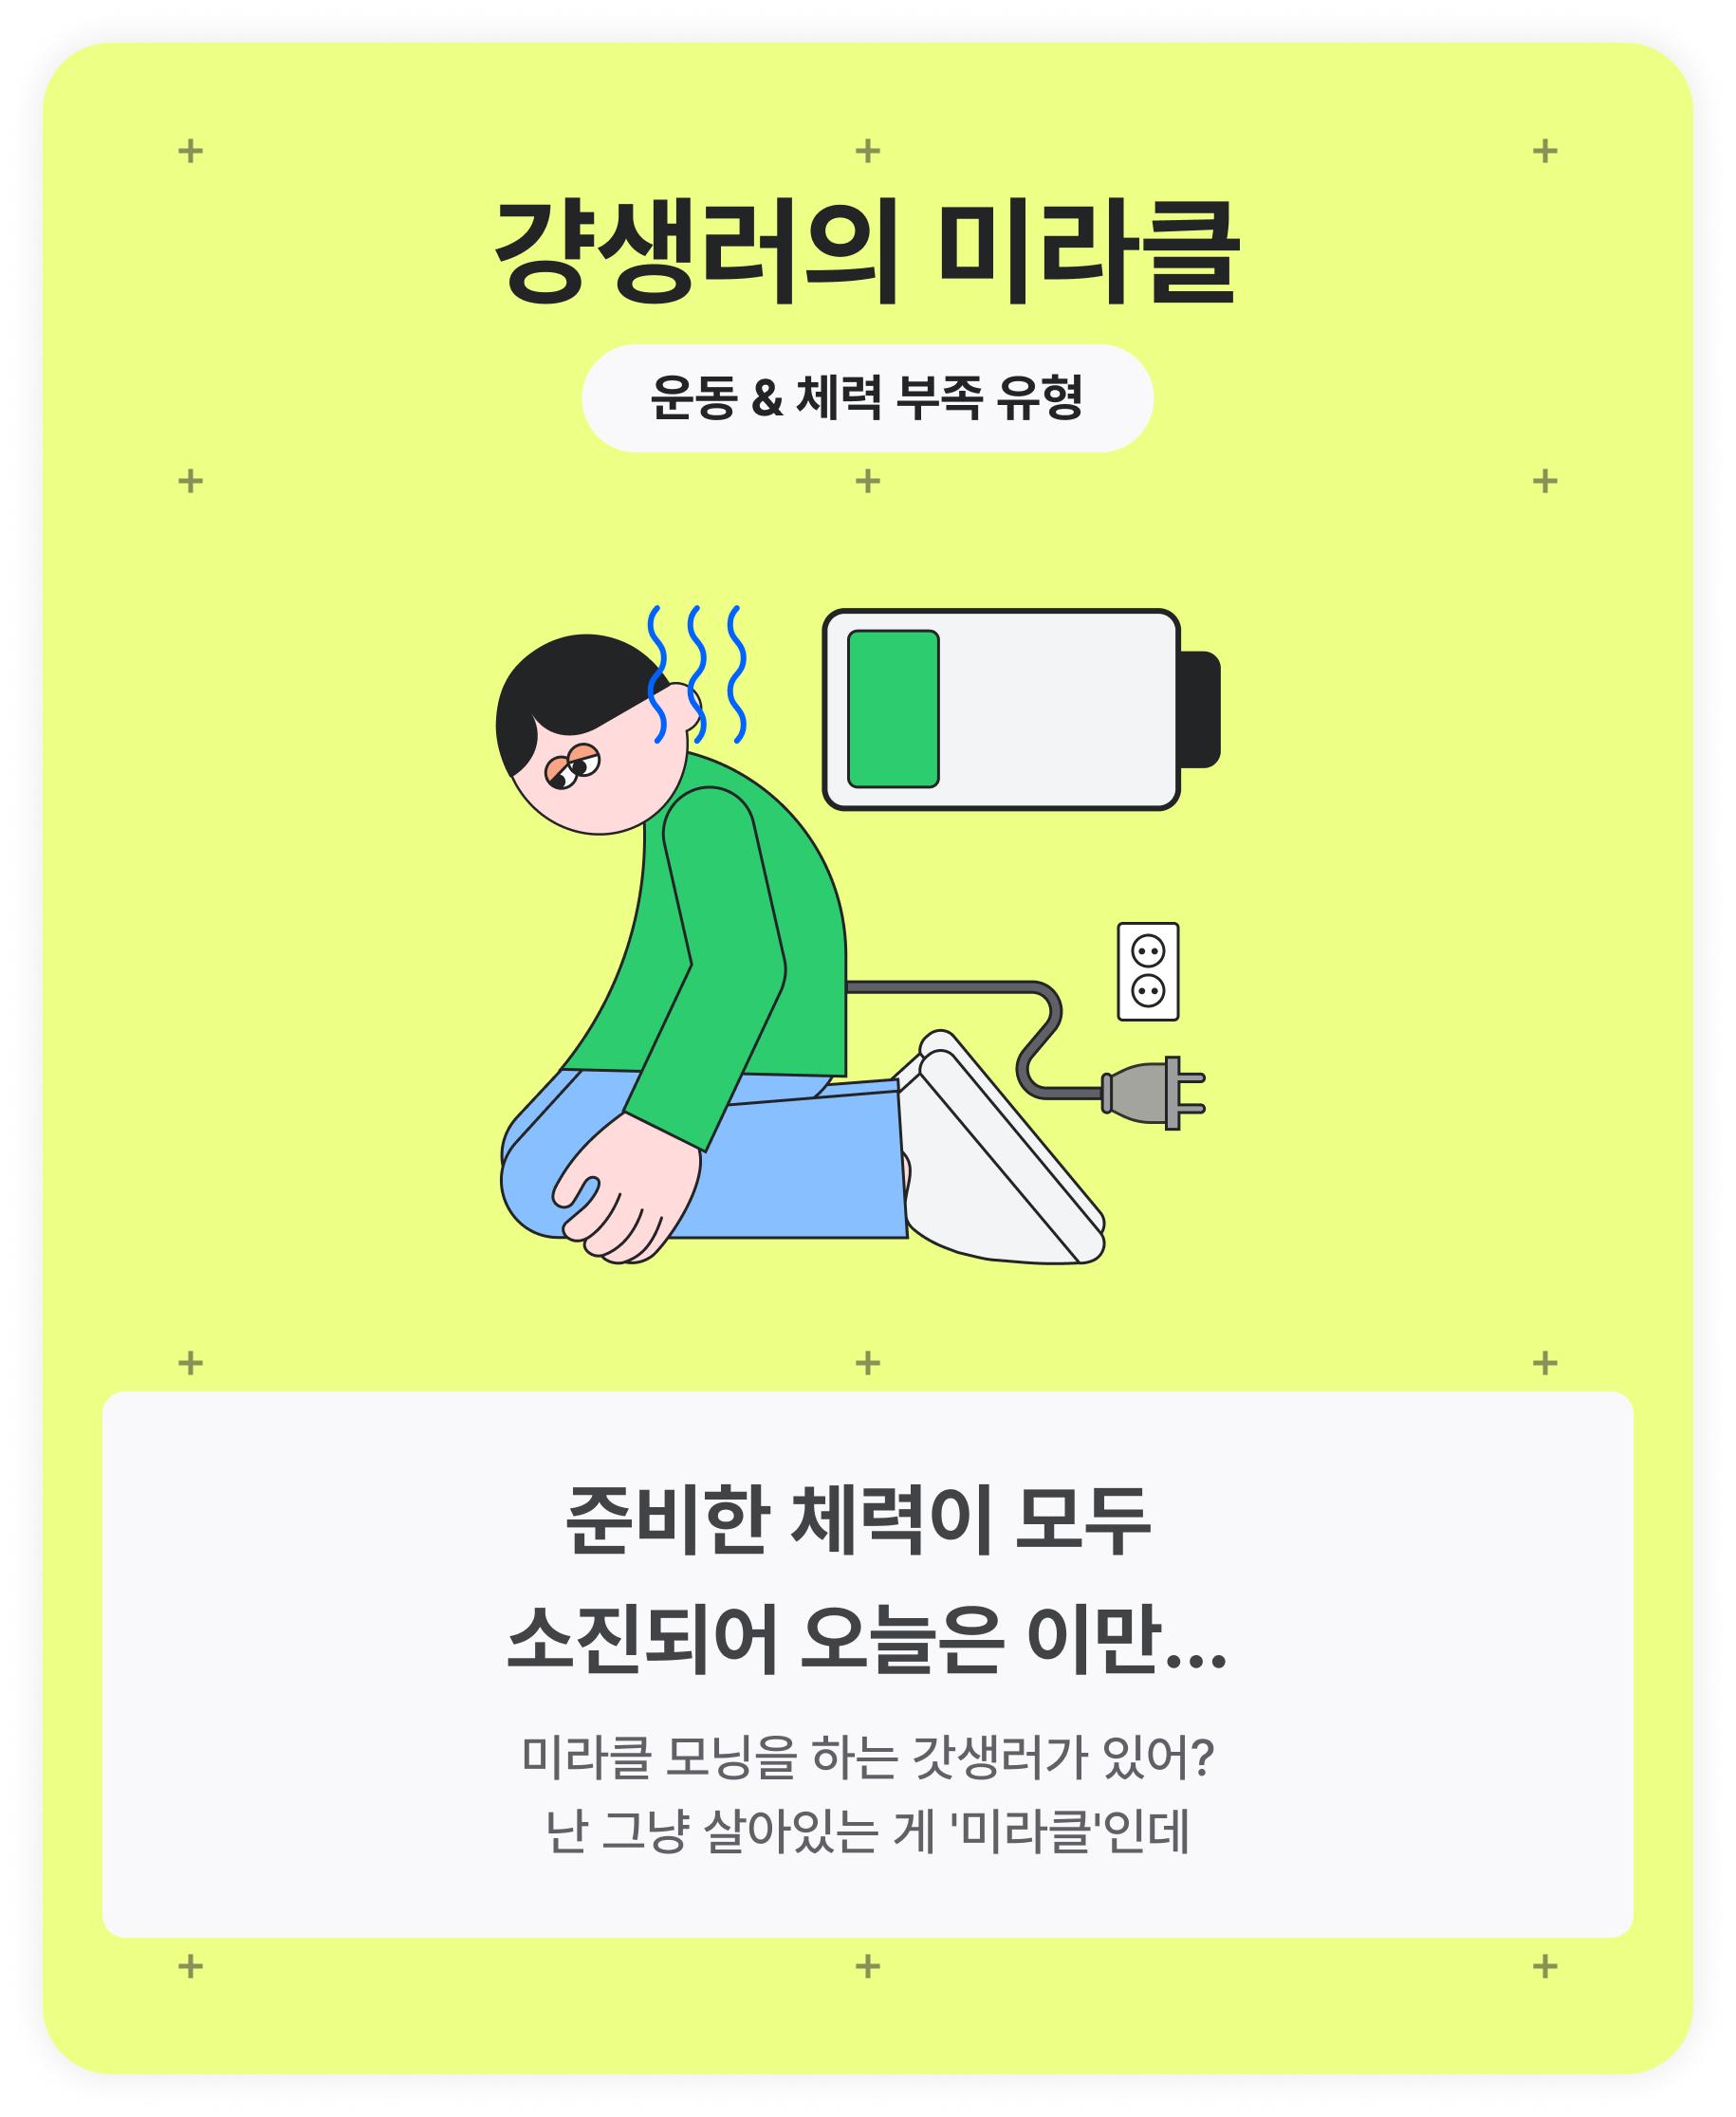 걍생러의 미라클
운동 & 체력 부족 유형
준비한 체력이 모두
소진되어 오늘은 이만...
미라클 모닝을 하는 갓생러가 있어?
난 그냥 살아있는 게 '미라클'인데